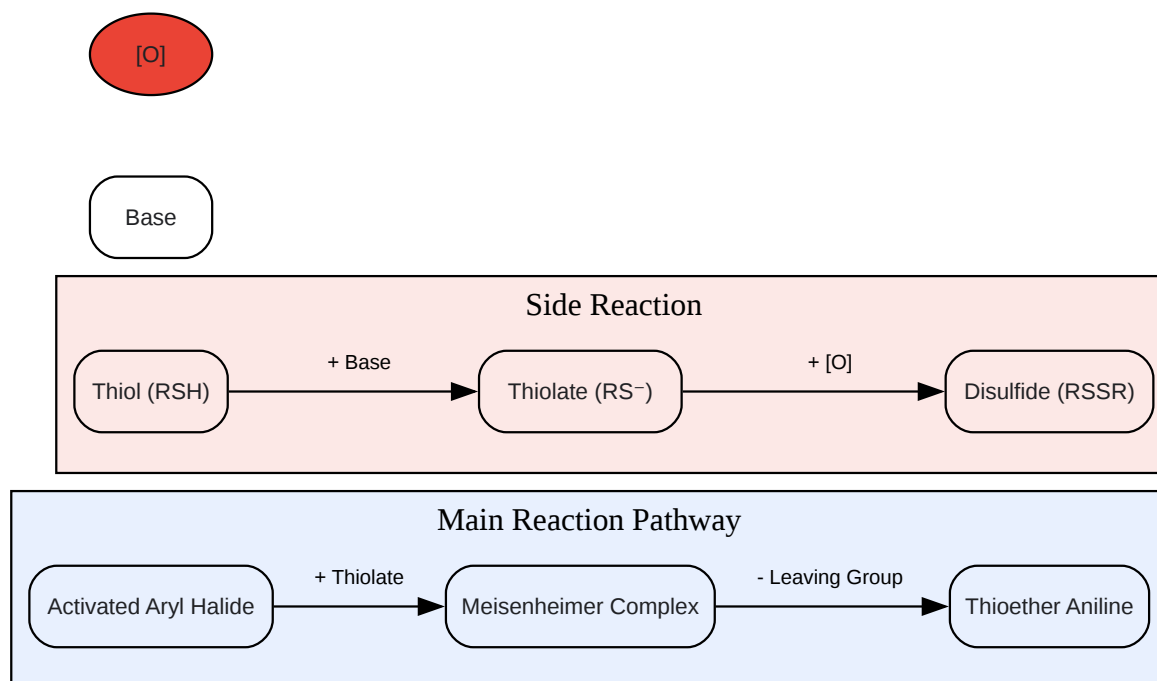 [O]
Base
Side Reaction
Thiol (RSH)
+ Base
Thiolate (RS⁻)
+ [O]
Disulfide (RSSR)
Main Reaction Pathway
Activated Aryl Halide
+ Thiolate
Meisenheimer Complex
- Leaving Group
Thioether Aniline